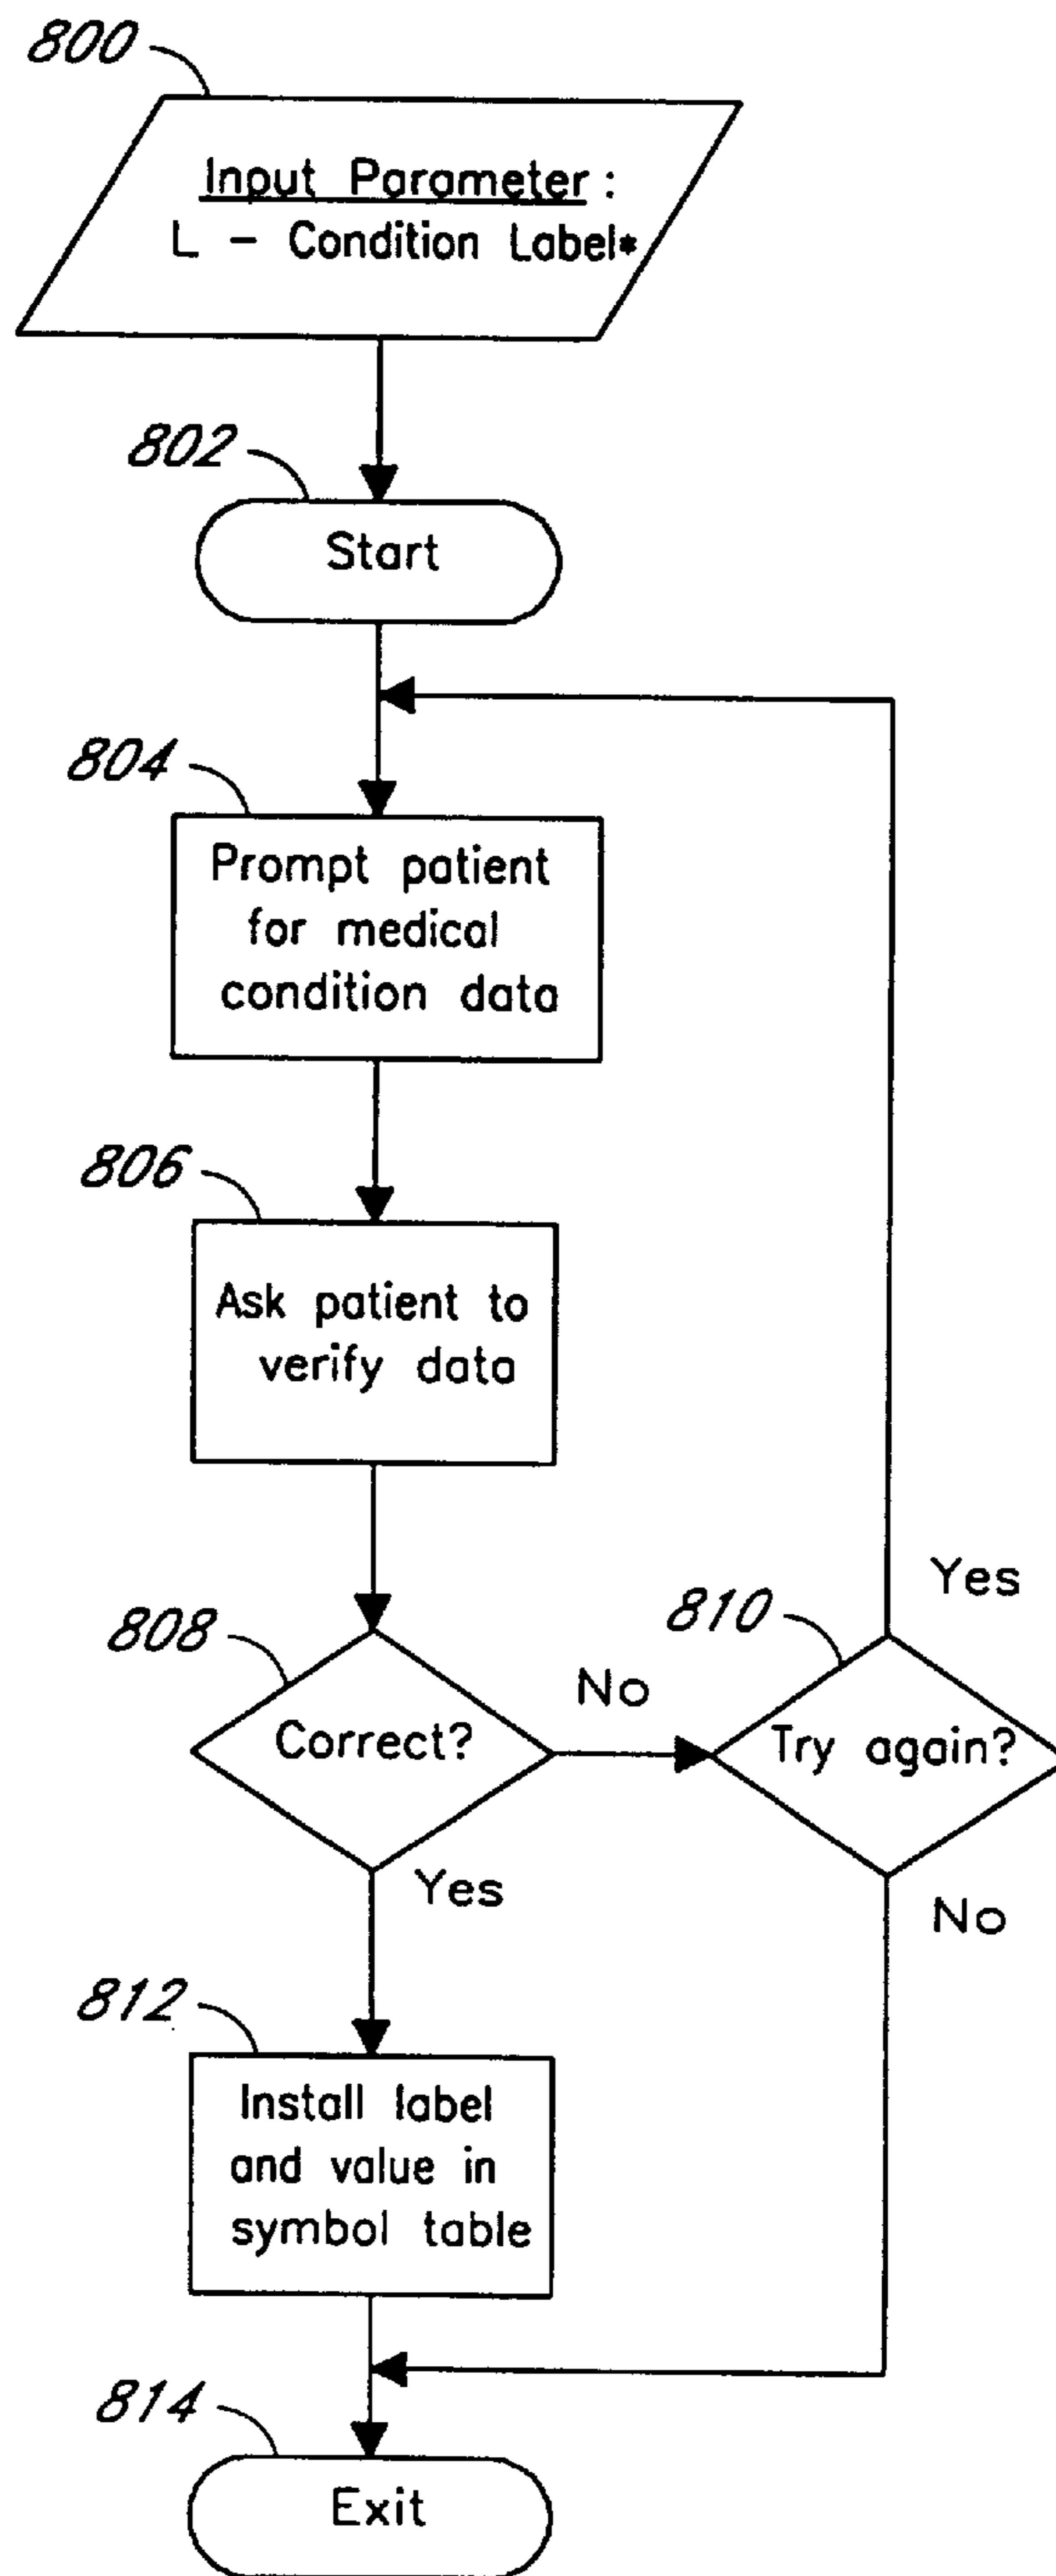 800
Input Parameter :
L - Condition Label*
802
Start
804
Prompt patient
for medical
condition data
806
Ask patient to
verify data
808
Correct?
No
810
Try again?
Yes
Yes
No
812
Install label
and value in
symbol table
814
Exit